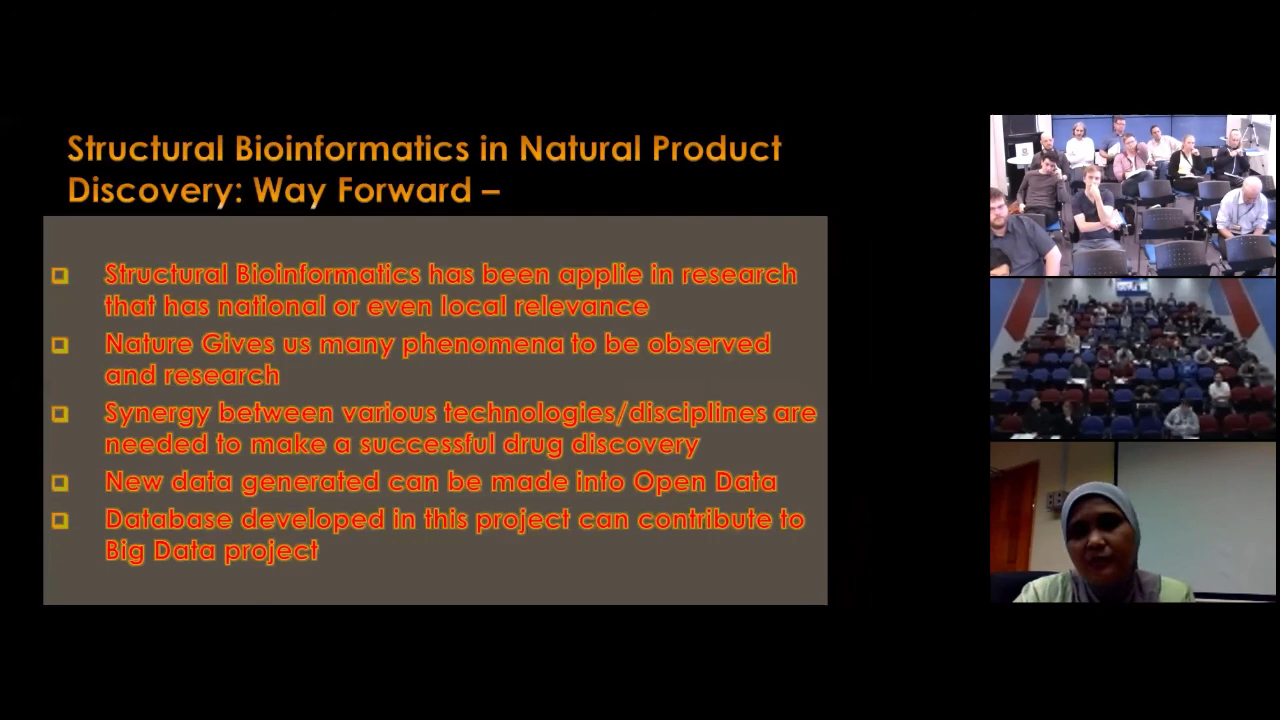 Structural Bioinformatics in Natural Product
Discovery: Way Forward –
Structural Bioinformatics has been applie in research
that has national or even local relevance
Nature Gives us many phenomena to be observed
and research
Synergy between various technologies/disciplines are
needed to make a successful drug discovery
New data generated can be made into Open Data
Database developed in this project can contribute to
Big Data project